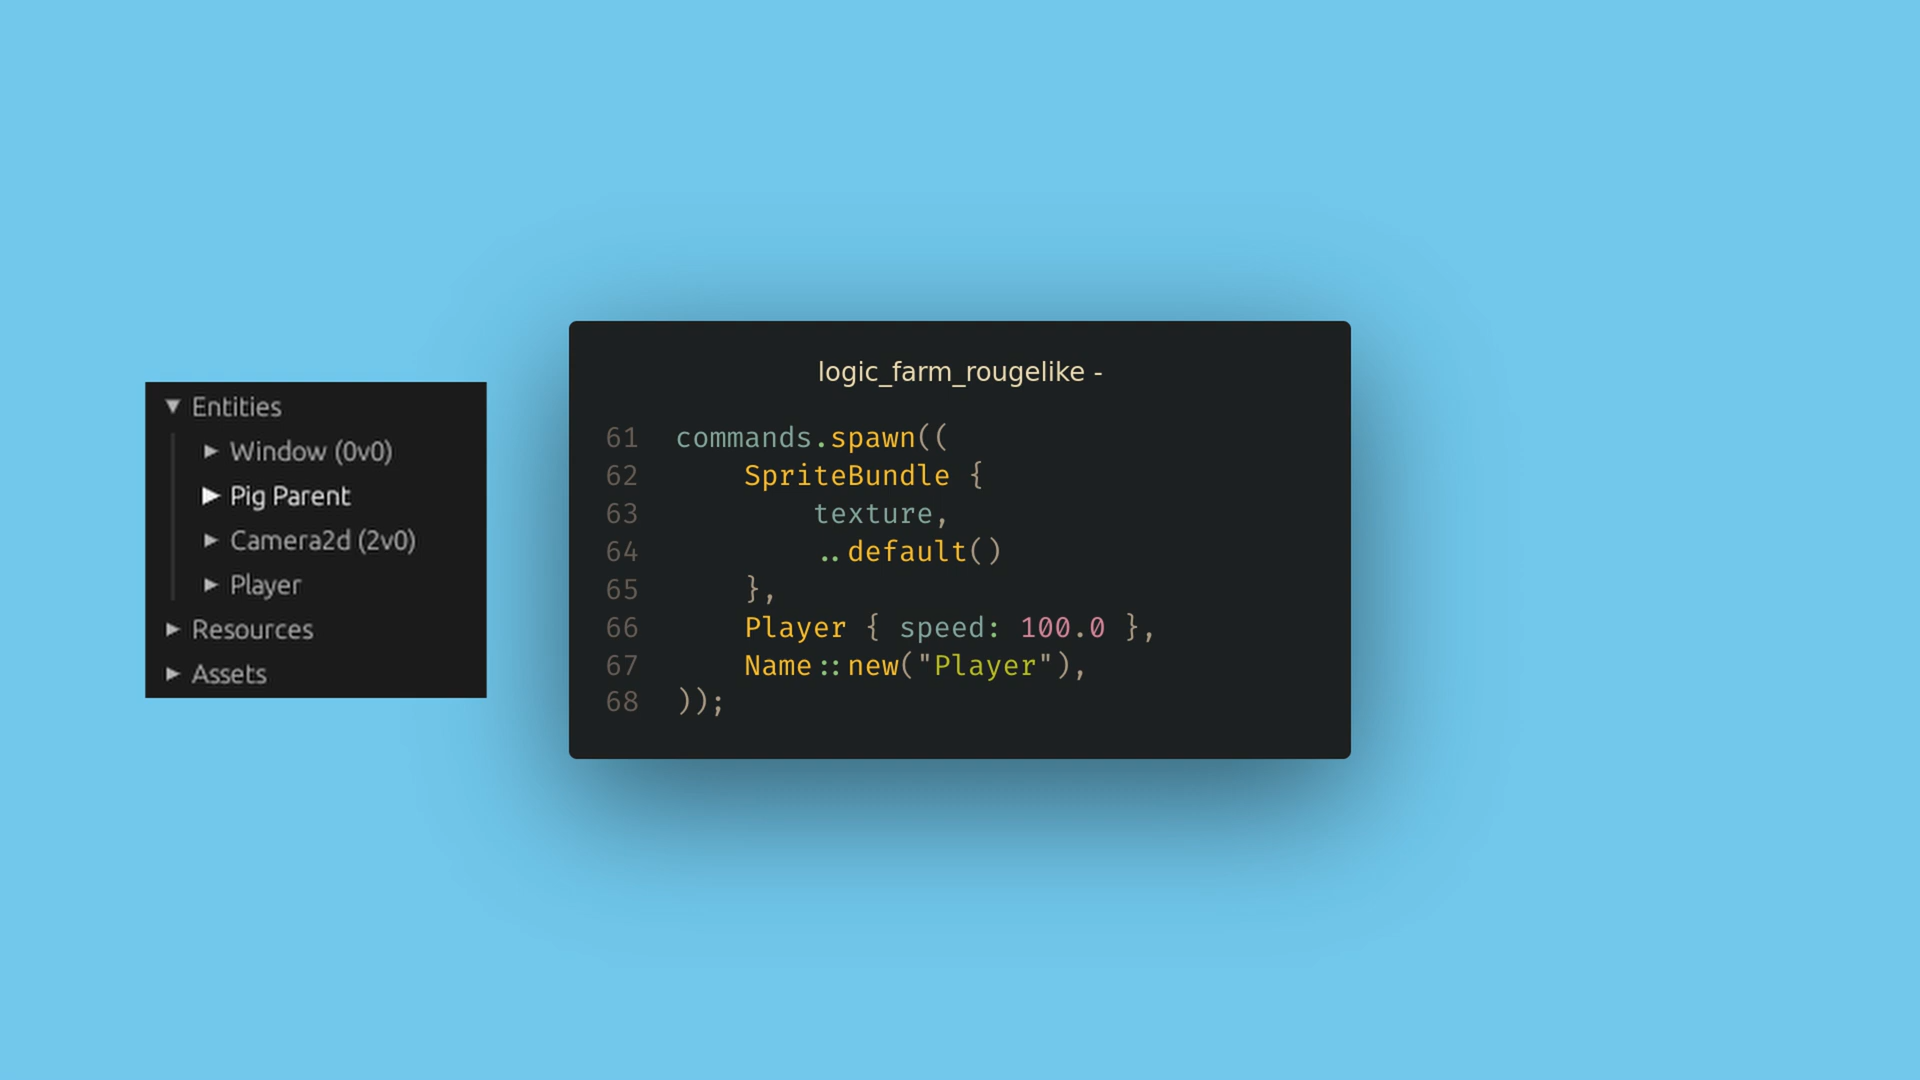 Entities
Window (0v0)
Pig Parent
Camera2d (2v0)
Player
Resources
Assets
logic_farm_rougelike -
61 commands.spawn((
62 SpriteBundle {
63 texture,
64 ..default()
65 },
66 Player { speed: 100.0 },
67 Name::new("Player"),
68 ));